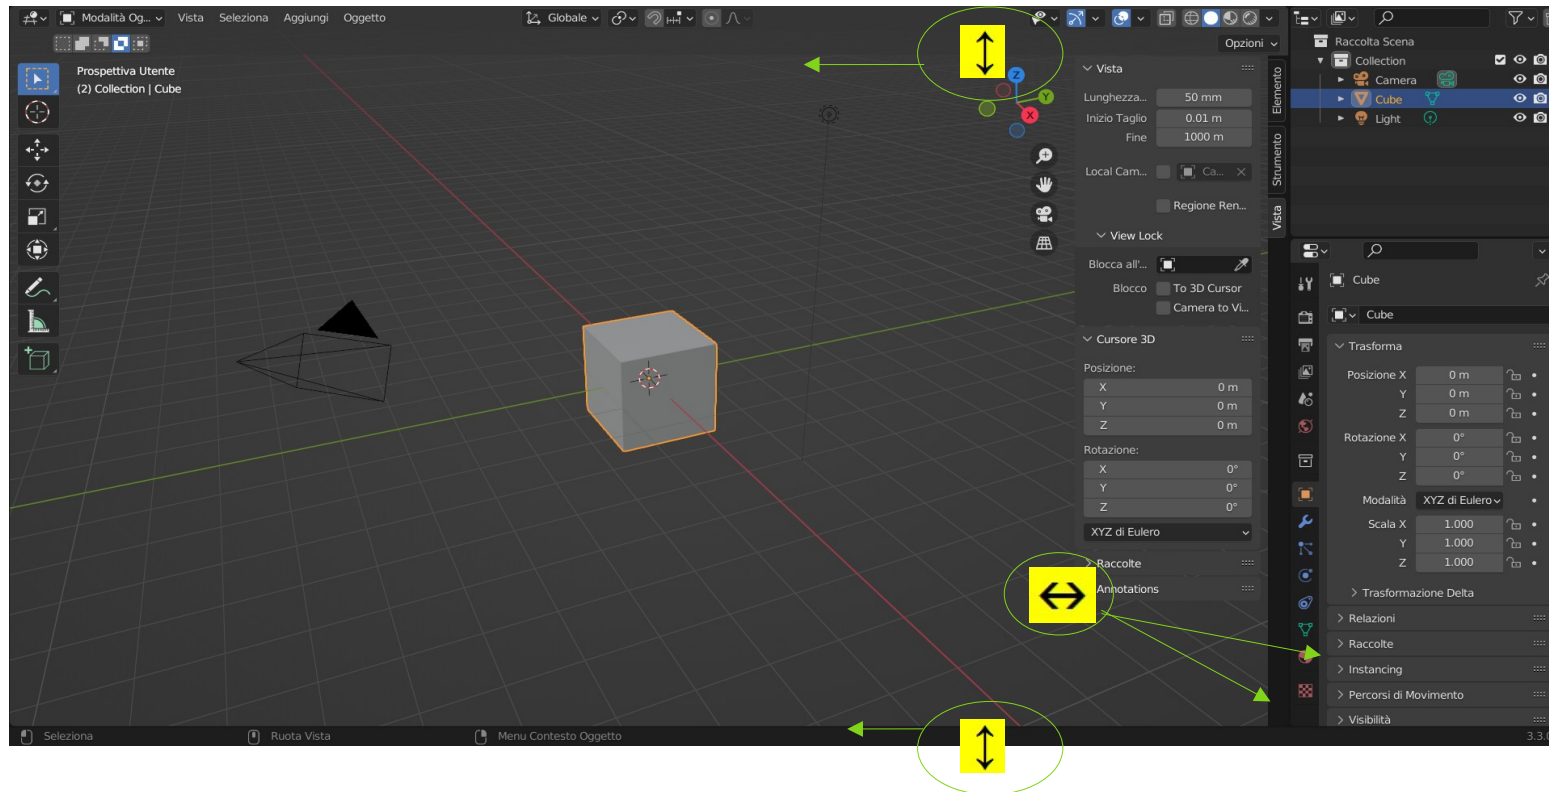 Modalità Og... Vista Seleziona Aggiungi Oggetto Globale
Opzioni
Prospettiva Utente
(2) Collection | Cube
Z
Y
X
Vista
Lunghezza... 50 mm
Inizio Taglio 0.01 m
Fine 1000 m
Local Cam... Ca...
Regione Ren...
View Lock
Blocca all'...
Blocco To 3D Cursor
Camera to Vi...
Cursore 3D
Posizione:
X 0 m
Y 0 m
Z 0 m
Rotazione:
X 0°
Y 0°
Z 0°
XYZ di Eulero
Raccolte
Annotations
Elemento
Strumento
Vista
Raccolta Scena
Collection
Camera
Cube
Light
Cube
Cube
Trasforma
Posizione X 0 m
Y 0 m
Z 0 m
Rotazione X 0°
Y 0°
Z 0°
Modalità XYZ di Eulero
Scala X 1.000
Y 1.000
Z 1.000
Trasformazione Delta
Relazioni
Raccolte
Instancing
Percorsi di Movimento
Visibilità
Seleziona Ruota Vista Menu Contesto Oggetto 3.3.0